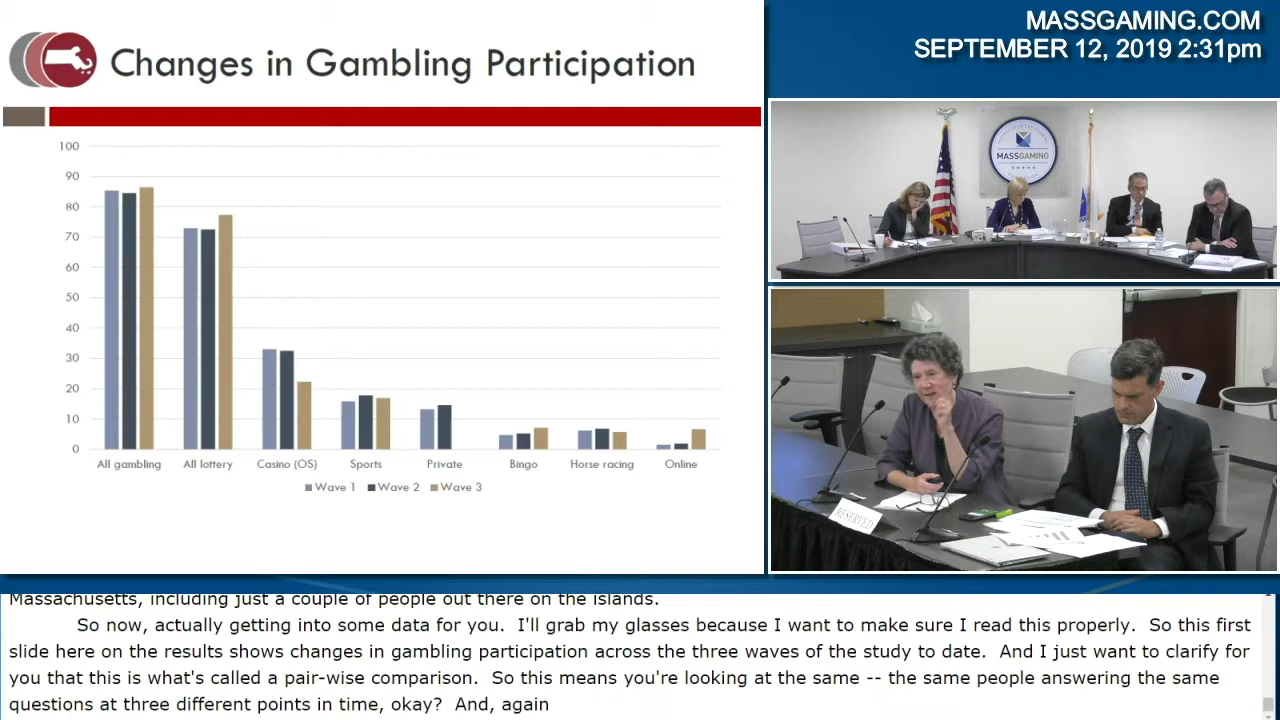 MASSGAMING.COM
SEPTEMBER 12, 2019 2:31pm
Changes in Gambling Participation
100
90
80
70
60
50
40
30
20
10
0
All gambling All lottery Casino (OS) Sports Private Bingo Horse racing Online
Wave 1 Wave 2 Wave 3
MASSGAMING
RESERVED
Massachusetts, including just a couple of people out there on the islands.
So now, actually getting into some data for you. I'll grab my glasses because I want to make sure I read this properly. So this first
slide here on the results shows changes in gambling participation across the three waves of the study to date. And I just want to clarify for
you that this is what's called a pair-wise comparison. So this means you're looking at the same -- the same people answering the same
questions at three different points in time, okay? And, again